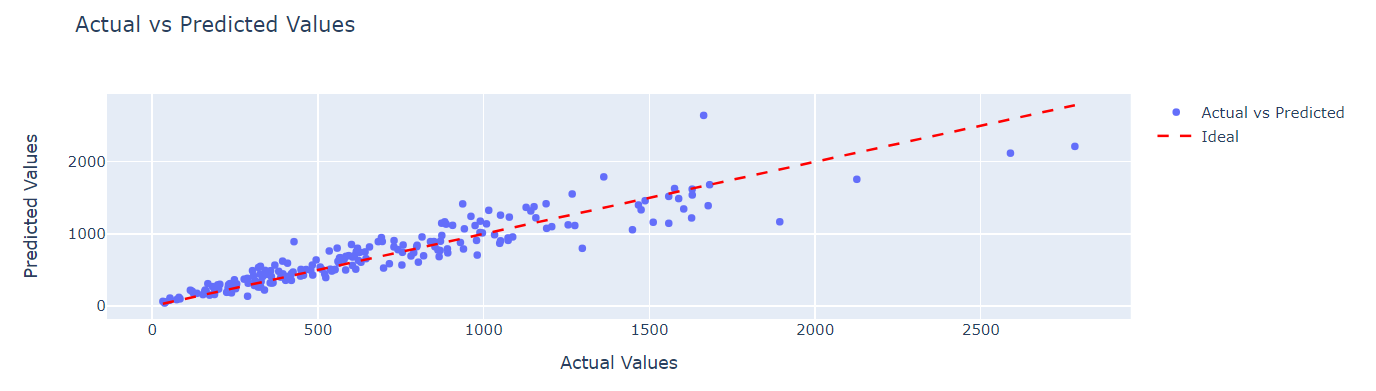 Actual vs Predicted Values
Actual vs Predicted
Ideal
Predicted Values
2000
1000
0
0 500 1000 1500 2000 2500
Actual Values